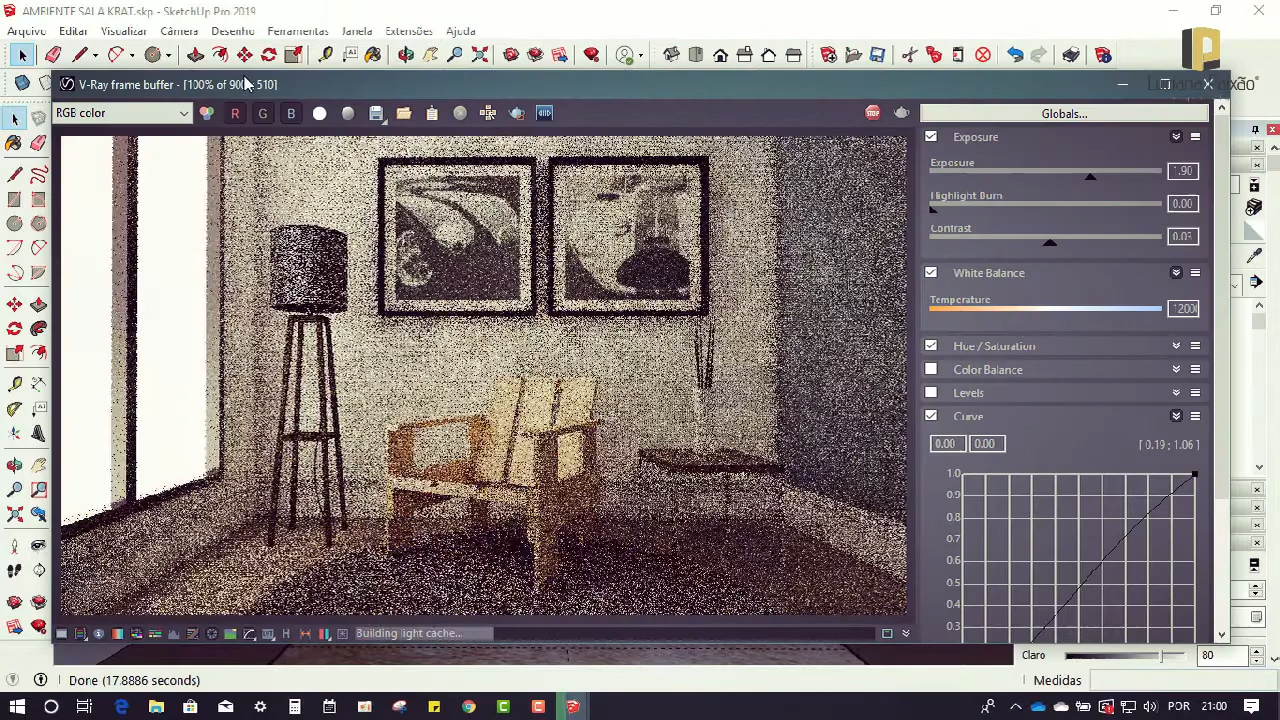 AMBIENTE SALA KRAT.skp - SketchUp Pro 2019
Arquivo Editar Visualizar Câmera Desenho Ferramentas Janela Extensões Ajuda
V-Ray frame buffer - [100% of 900 510]
RGB color
R G B
Globals...
Exposure
Exposure
1.90
Highlight Burn
0.00
Contrast
0.03
White Balance
Temperature
Hue / Saturation
Color Balance
Levels
Curve
0.00 0.00
[ 0.19 ; 1.06]
1.0
0.9
0.8
0.7
0.6
0.5
0.4
0.3
H
Building light cache...
Claro
80
Done (17.8886 seconds)
Medidas
POR
21:00